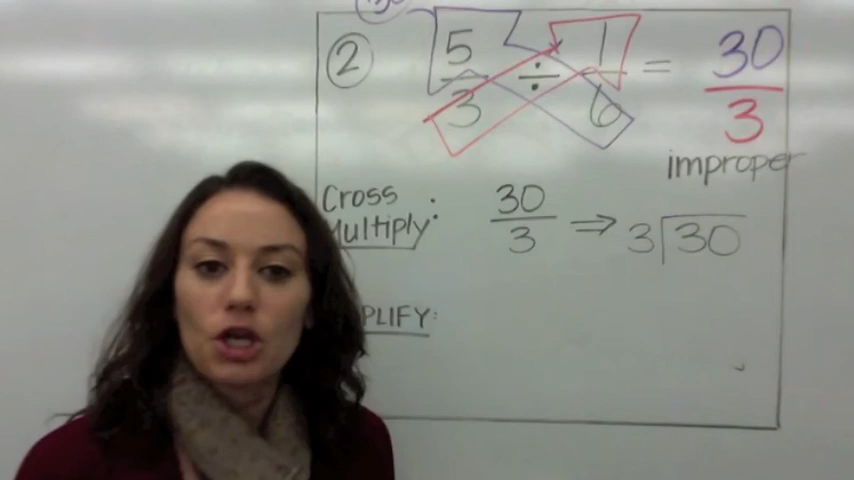 ② 5/3 ÷ 1/6 = 30/3
improper
Cross
Multiply: 30/3 ⇒ 3)30
PLIFY: